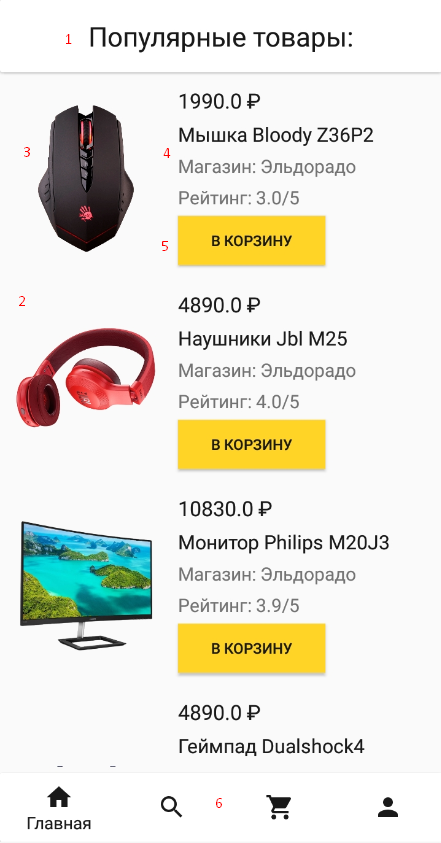 1 Популярные товары:
1990.0 ₽
Мышка Bloody Z36P2
3
4
Магазин: Эльдорадо
Рейтинг: 3.0/5
5
В КОРЗИНУ
2
4890.0 ₽
Наушники Jbl M25
Магазин: Эльдорадо
Рейтинг: 4.0/5
В КОРЗИНУ
10830.0 ₽
Монитор Philips M20J3
Магазин: Эльдорадо
Рейтинг: 3.9/5
В КОРЗИНУ
4890.0 ₽
Геймпад Dualshock4
6
Главная